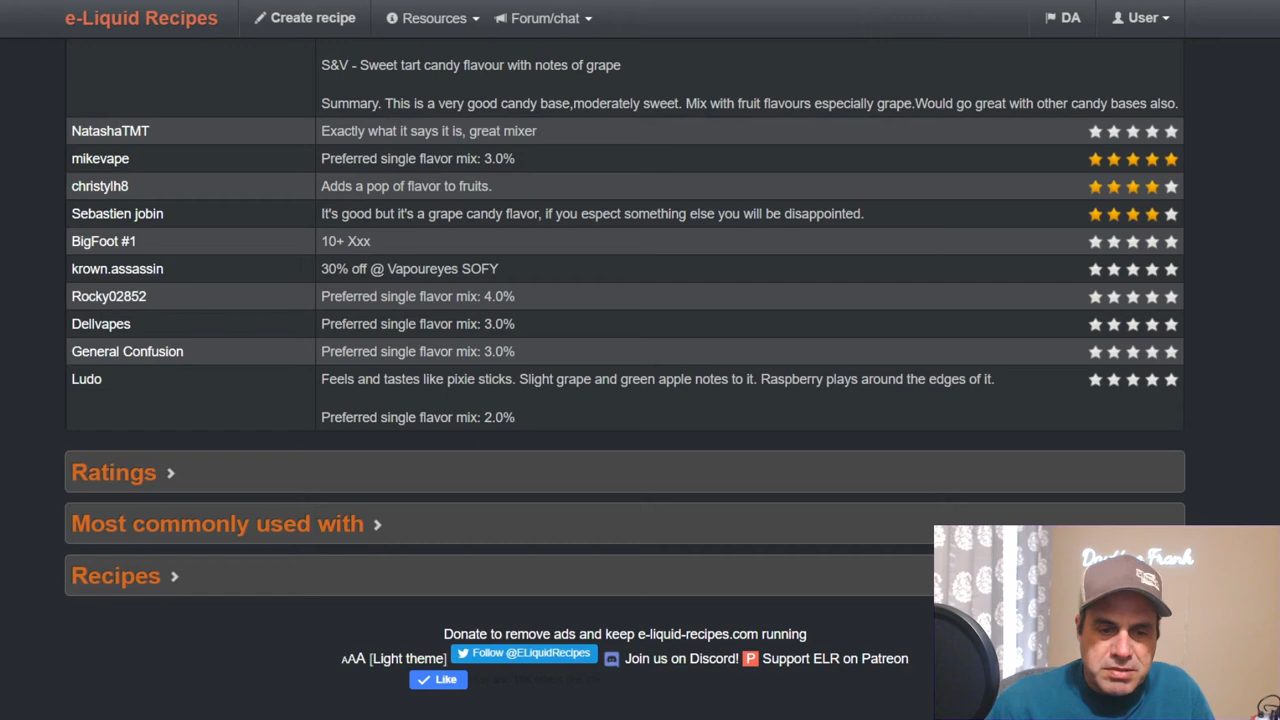 e-Liquid Recipes Create recipe Resources Forum/chat DA User
S&V - Sweet tart candy flavour with notes of grape
Summary. This is a very good candy base,moderately sweet. Mix with fruit flavours especially grape.Would go great with other candy bases also.
NatashaTMT Exactly what it says it is, great mixer
mikevape Preferred single flavor mix: 3.0%
christylh8 Adds a pop of flavor to fruits.
Sebastien jobin It's good but it's a grape candy flavor, if you espect something else you will be disappointed.
BigFoot #1 10+ Xxx
krown.assassin 30% off @ Vapoureyes SOFY
Rocky02852 Preferred single flavor mix: 4.0%
Dellvapes Preferred single flavor mix: 3.0%
General Confusion Preferred single flavor mix: 3.0%
Ludo Feels and tastes like pixie sticks. Slight grape and green apple notes to it. Raspberry plays around the edges of it.
Preferred single flavor mix: 2.0%
Ratings
Most commonly used with
Recipes
Donate to remove ads and keep e-liquid-recipes.com running
AAA [Light theme] Follow @ELiquidRecipes Join us on Discord! Support ELR on Patreon
Like
Frank